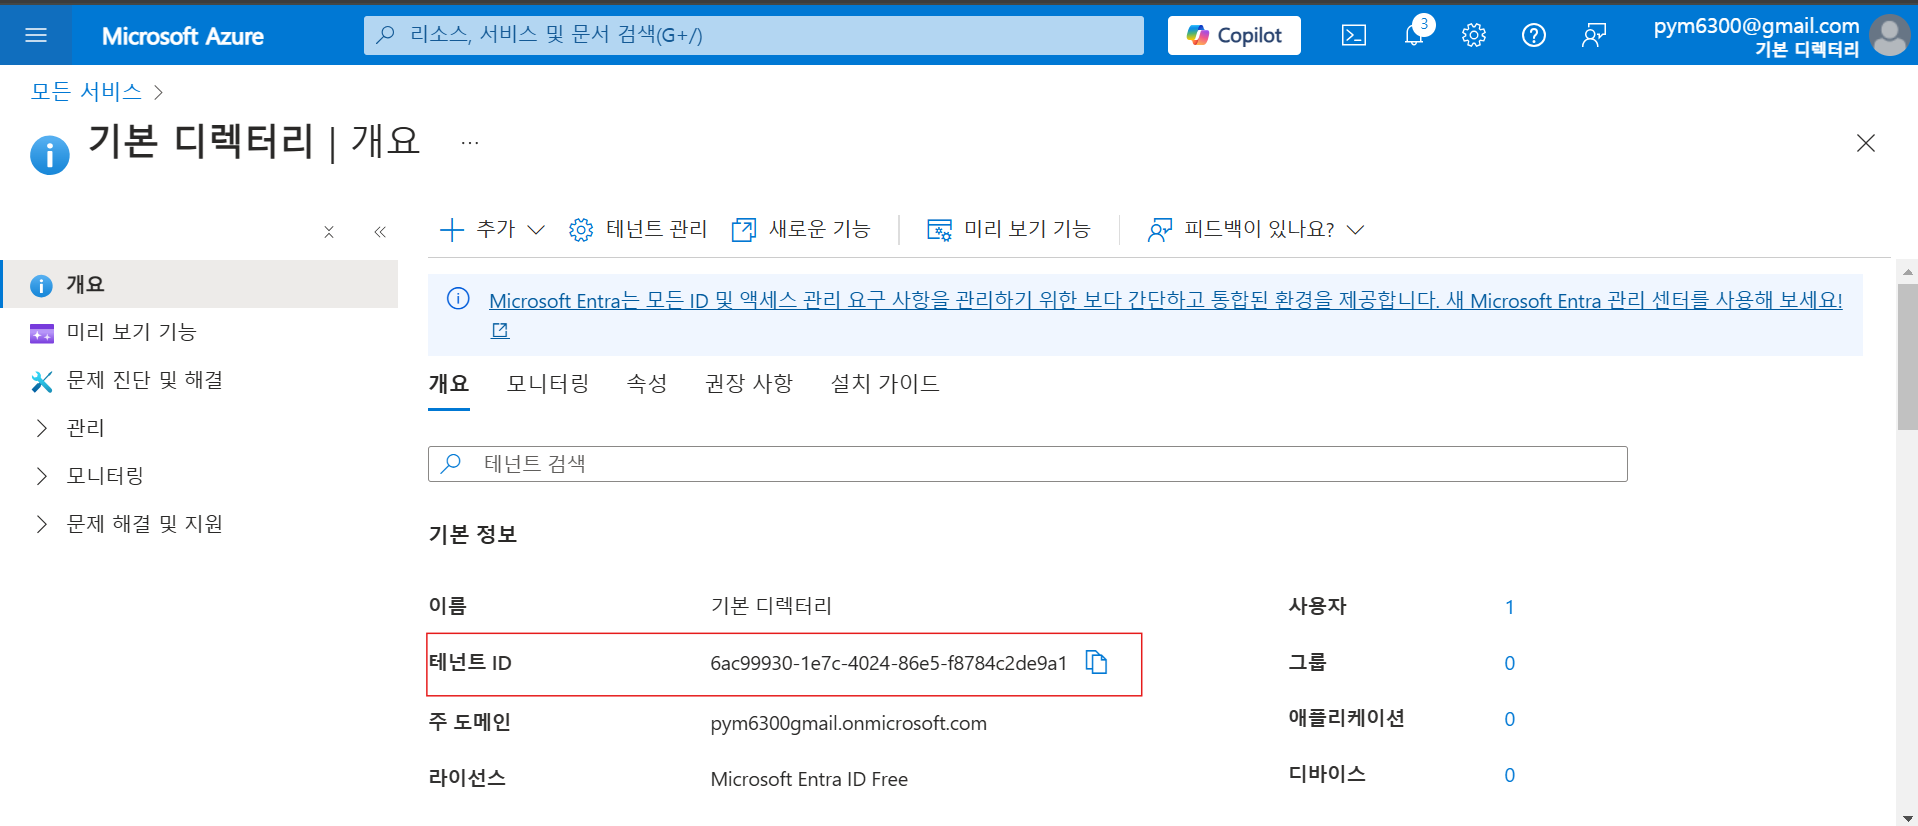 Microsoft Azure
리소스, 서비스 및 문서 검색(G+/)
Copilot
3
pym6300@gmail.com
기본 디렉터리
모든 서비스
기본 디렉터리 | 개요
추가
테넌트 관리
새로운 기능
미리 보기 기능
피드백이 있나요?
개요
미리 보기 기능
문제 진단 및 해결
관리
모니터링
문제 해결 및 지원
Microsoft Entra는 모든 ID 및 액세스 관리 요구 사항을 관리하기 위한 보다 간단하고 통합된 환경을 제공합니다. 새 Microsoft Entra 관리 센터를 사용해 보세요!
개요 모니터링 속성 권장 사항 설치 가이드
테넌트 검색
기본 정보
이름 기본 디렉터리
테넌트 ID 6ac99930-1e7c-4024-86e5-f8784c2de9a1
주 도메인 pym6300gmail.onmicrosoft.com
라이선스 Microsoft Entra ID Free
사용자 1
그룹 0
애플리케이션 0
디바이스 0